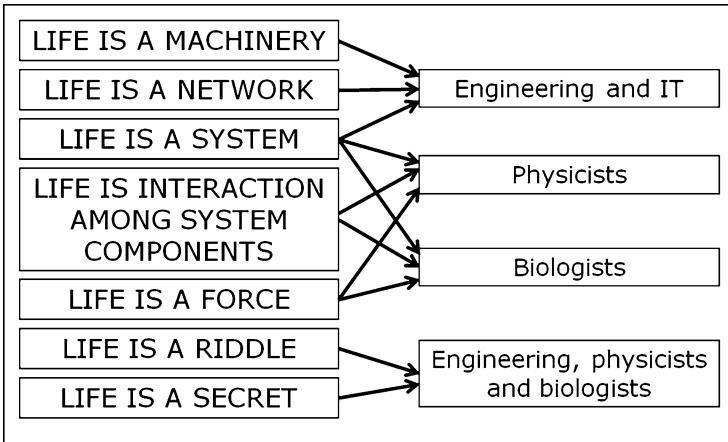 LIFE IS A MACHINERY
LIFE IS A NETWORK
LIFE IS A SYSTEM
LIFE IS INTERACTION
AMONG SYSTEM
COMPONENTS
LIFE IS A FORCE
LIFE IS A RIDDLE
LIFE IS A SECRET
Engineering and IT
Physicists
Biologists
Engineering, physicists
and biologists